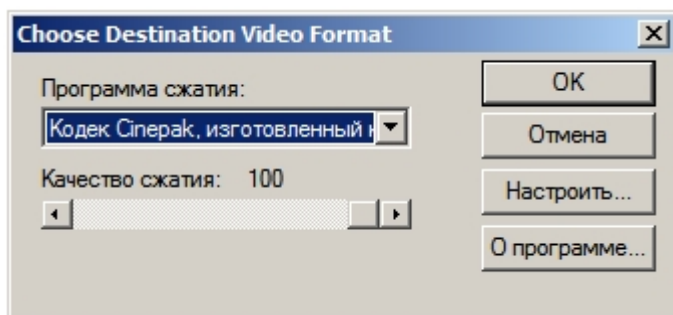 Choose Destination Video Format
Программа сжатия:
Кодек Cinepak, изготовленный
Качество сжатия: 100
OK
Отмена
Настроить...
О программе...